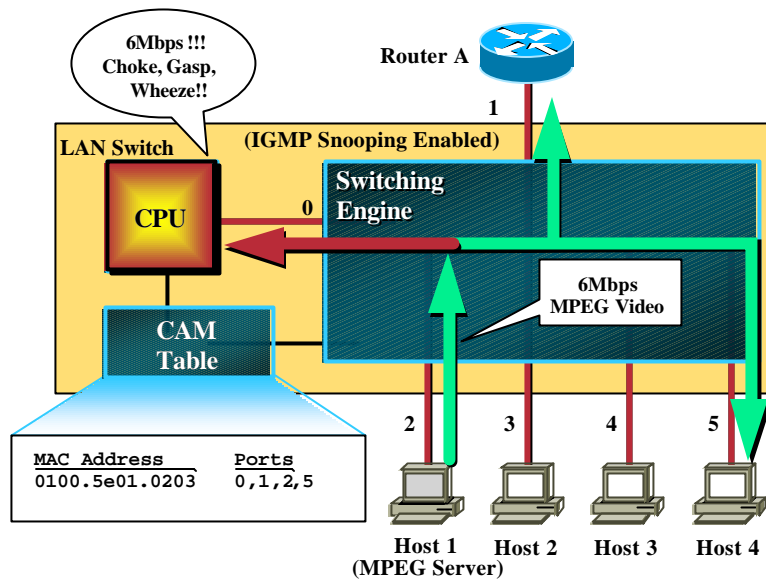 6Mbps !!!
Choke, Gasp,
Wheeze!!
Router A
1
LAN Switch
(IGMP Snooping Enabled)
CPU
0
Switching
Engine
6Mbps
MPEG Video
CAM
Table
2
3
4
5
MAC Address
Ports
0100.5e01.0203
0,1,2,5
Host 1
(MPEG Server)
Host 2
Host 3
Host 4